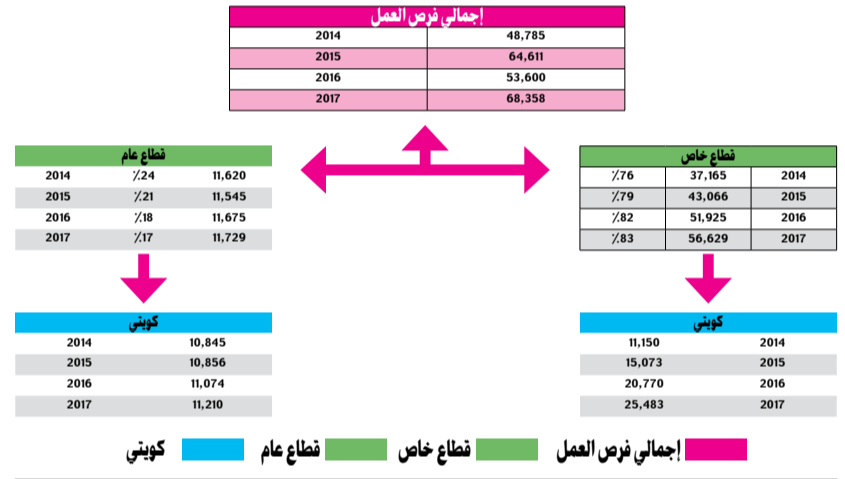 إجمالي فرص العمل
2014 48,785
2015 64,611
2016 53,600
2017 68,358
قطاع خاص
2014 37,165 ٪76
2015 43,066 ٪79
2016 51,925 ٪82
2017 56,629 ٪83
قطاع عام
2014 ٪24 11,620
2015 ٪21 11,545
2016 ٪18 11,675
2017 ٪17 11,729
كويتي
2014 11,150
2015 15,073
2016 20,770
2017 25,483
كويتي
2014 10,845
2015 10,856
2016 11,074
2017 11,210
إجمالي فرص العمل قطاع خاص قطاع عام كويتي